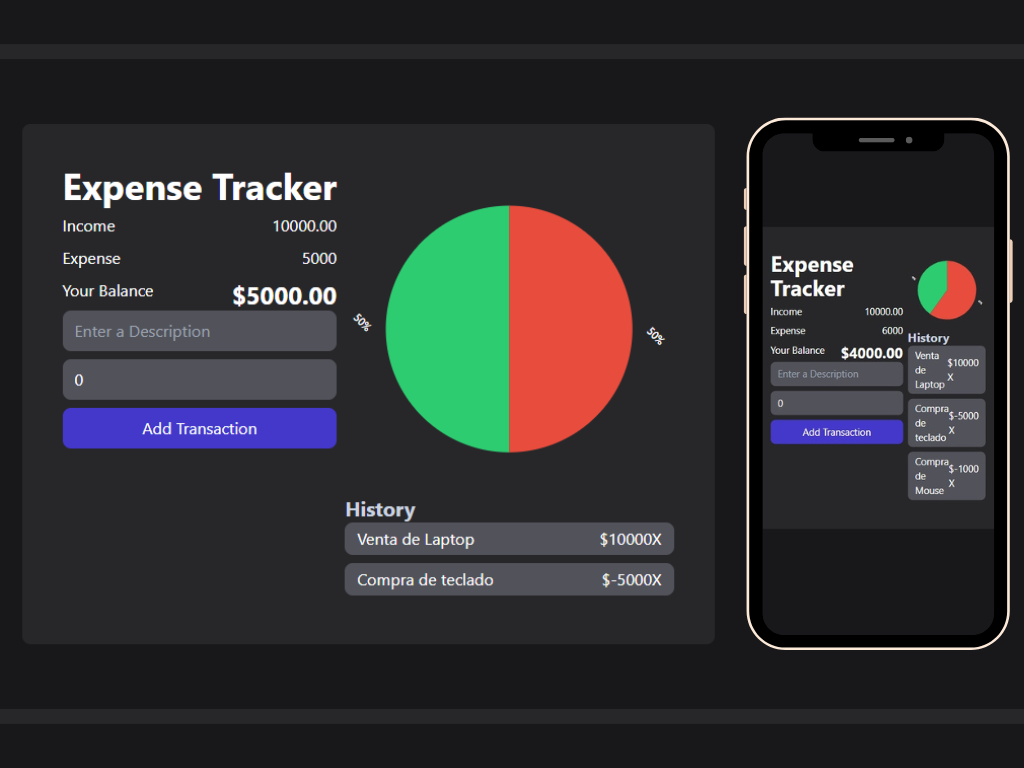 Expense Tracker
Income 10000.00
Expense 5000
Your Balance $5000.00
Enter a Description
0
Add Transaction
50%
50%
History
Venta de Laptop $10000X
Compra de teclado $-5000X
Expense
Tracker
Income 10000.00
Expense 6000
Your Balance $4000.00
Enter a Description
0
Add Transaction
History
Venta
de
Laptop
$10000
X
Compra
de
teclado
$-5000
X
Compra
de
Mouse
$-1000
X